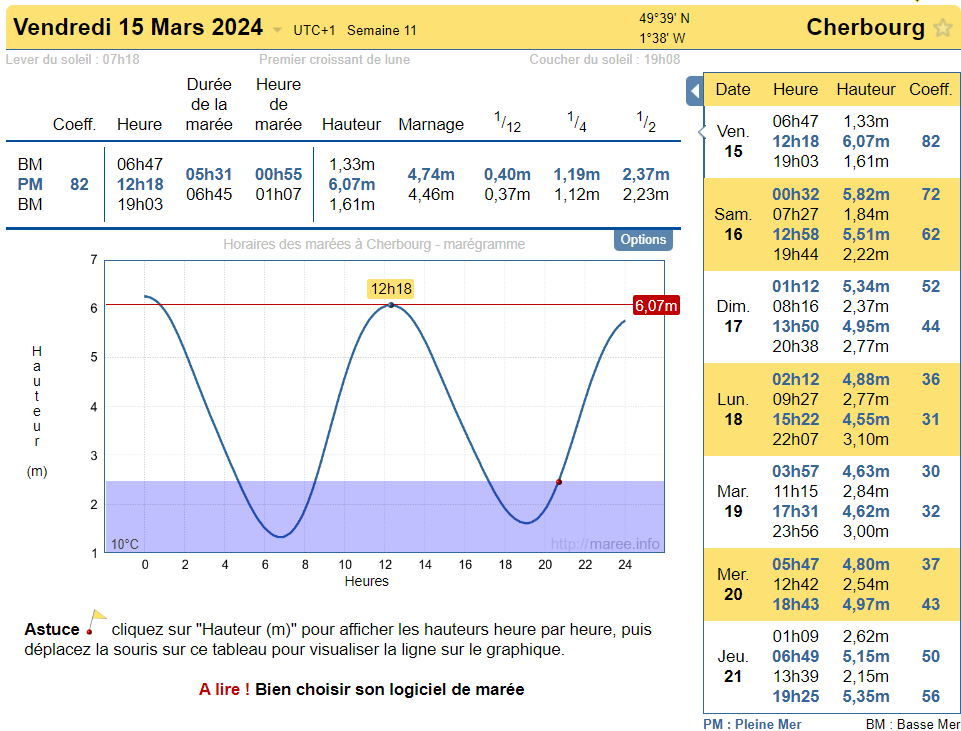 Vendredi 15 Mars 2024 UTC+1 Semaine 11
49°39' N
1°38' W
Cherbourg
Lever du soleil : 07h18 Premier croissant de lune Coucher du soleil : 19h08
Coeff. Heure Durée de la marée Heure de marée Hauteur Marnage 1/12 1/4 1/2
BM 06h47 1,33m
PM 82 12h18 05h31 00h55 6,07m 4,74m 0,40m 1,19m 2,37m
BM 19h03 06h45 01h07 1,61m 4,46m 0,37m 1,12m 2,23m
Horaires des marées à Cherbourg - marégramme
Options
Hauteur (m)
7
6
5
4
3
2
1
12h18
6,07m
10°C
http://maree.info
0 2 4 6 8 10 12 14 16 18 20 22 24
Heures
Astuce cliquez sur "Hauteur (m)" pour afficher les hauteurs heure par heure, puis
déplacez la souris sur ce tableau pour visualiser la ligne sur le graphique.
A lire ! Bien choisir son logiciel de marée
Date Heure Hauteur Coeff.
Ven. 15
06h47 1,33m
12h18 6,07m 82
19h03 1,61m
Sam. 16
00h32 5,82m 72
07h27 1,84m
12h58 5,51m 62
19h44 2,22m
Dim. 17
01h12 5,34m 52
08h16 2,37m
13h50 4,95m 44
20h38 2,77m
Lun. 18
02h12 4,88m 36
09h27 2,77m
15h22 4,55m 31
22h07 3,10m
Mar. 19
03h57 4,63m 30
11h15 2,84m
17h31 4,62m 32
23h56 3,00m
Mer. 20
05h47 4,80m 37
12h42 2,54m
18h43 4,97m 43
Jeu. 21
01h09 2,62m
06h49 5,15m 50
13h39 2,15m
19h25 5,35m 56
PM : Pleine Mer BM : Basse Mer